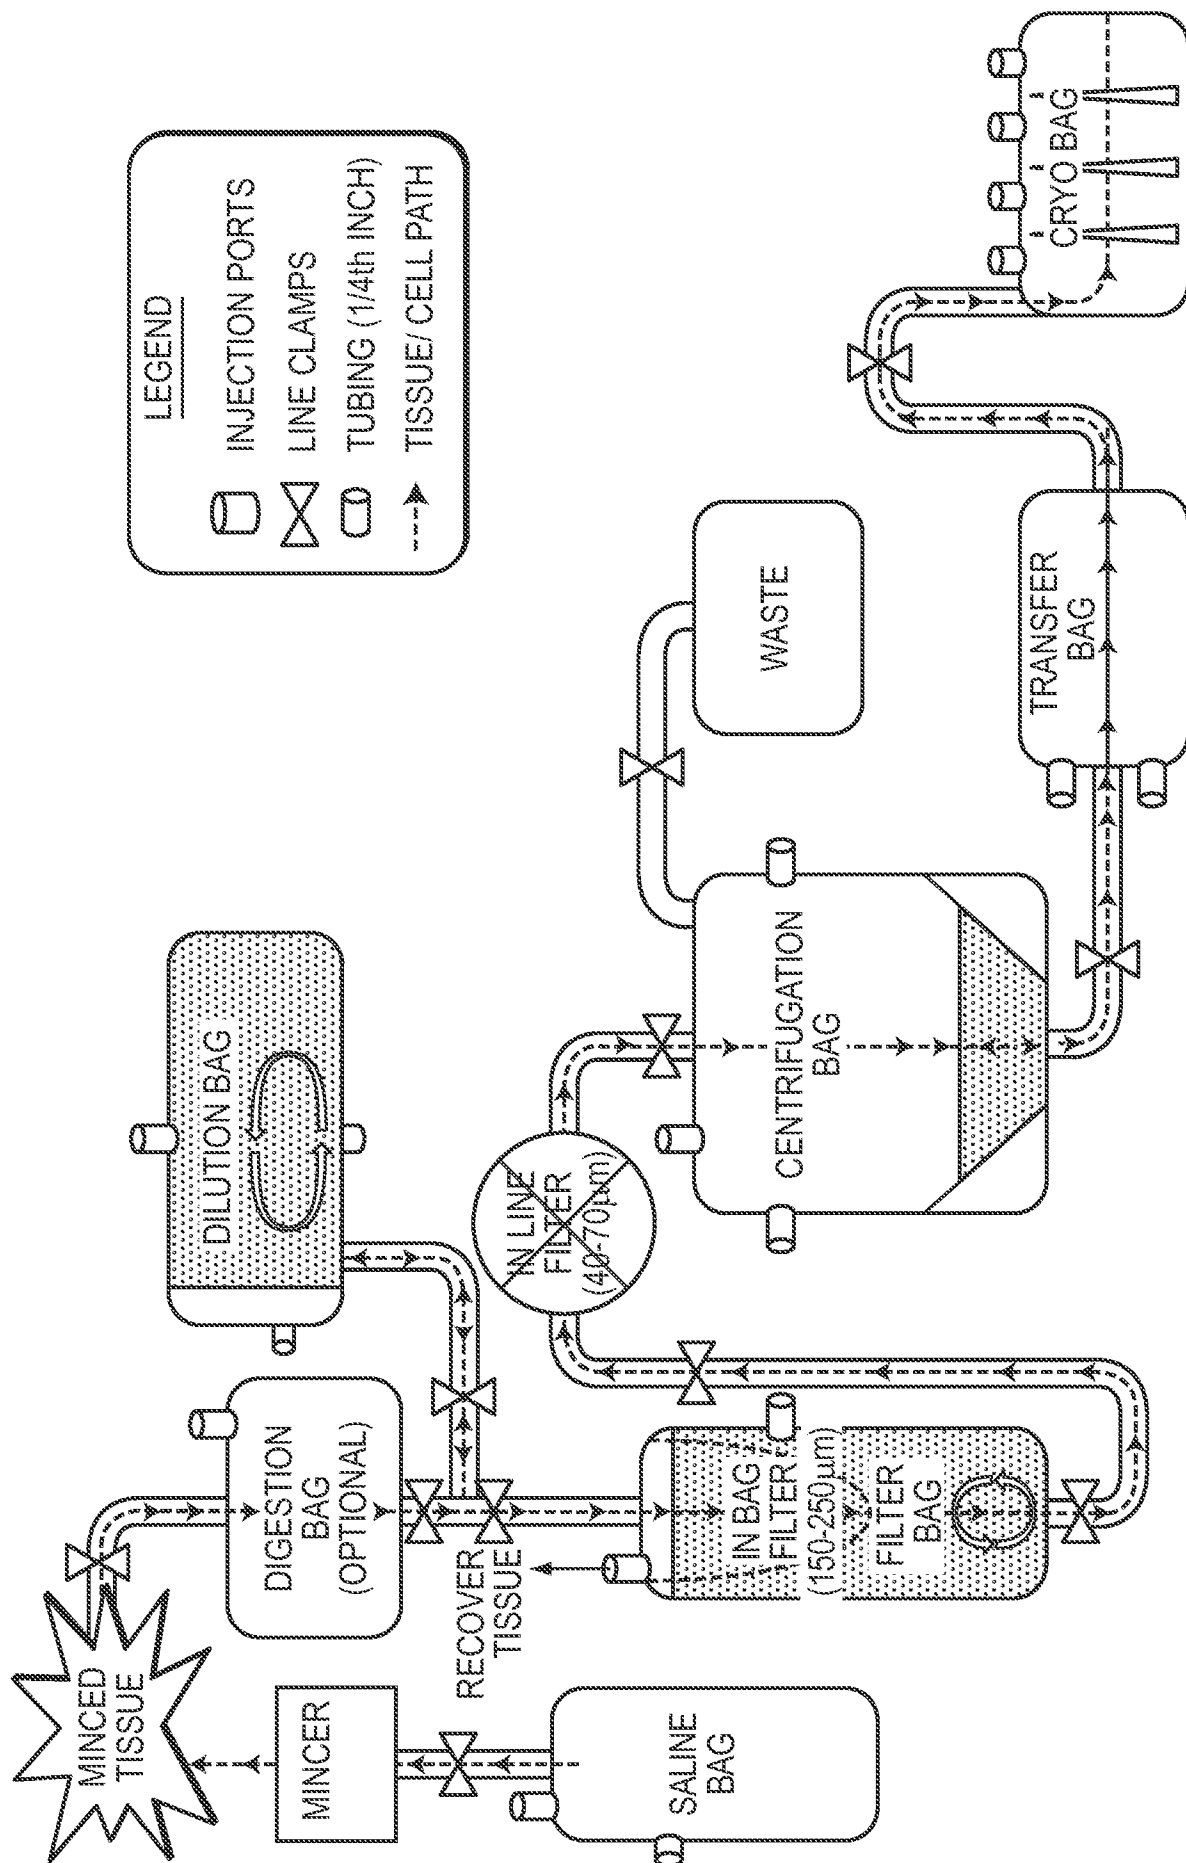 LEGEND
INJECTION PORTS
LINE CLAMPS
TUBING (1/4th INCH)
TISSUE/ CELL PATH
MINCED
TISSUE
MINCER
SALINE
BAG
DIGESTION
BAG
(OPTIONAL)
DILUTION BAG
RECOVER
TISSUE
IN BAG
FILTER
(150-250µm)
FILTER
BAG
IN LINE
FILTER
(40-70µm)
CENTRIFUGATION
BAG
WASTE
TRANSFER
BAG
CRYO BAG